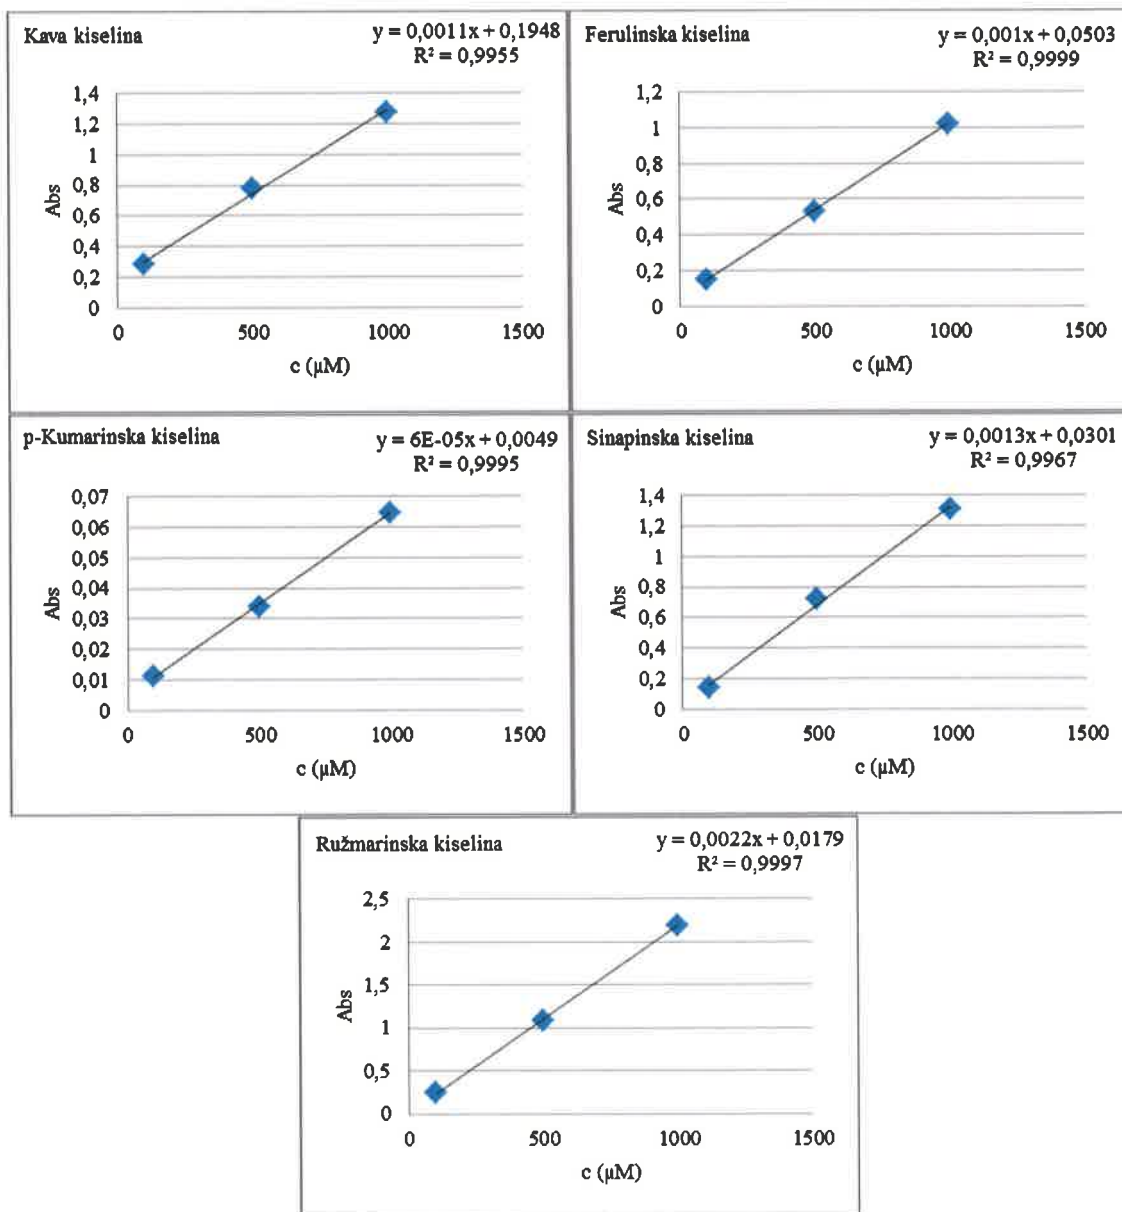 Kava kiselina
y = 0,0011x + 0,1948
R² = 0,9955
1,4
1,2
1
0,8
0,6
0,4
0,2
0
Abs
0 500 1000 1500
c (µM)
Ferulinska kiselina
y = 0,001x + 0,0503
R² = 0,9999
1,2
1
0,8
0,6
0,4
0,2
0
Abs
0 500 1000 1500
c (µM)
p-Kumarinska kiselina
y = 6E-05x + 0,0049
R² = 0,9995
0,07
0,06
0,05
0,04
0,03
0,02
0,01
0
Abs
0 500 1000 1500
c (µM)
Sinapinska kiselina
y = 0,0013x + 0,0301
R² = 0,9967
1,4
1,2
1
0,8
0,6
0,4
0,2
0
Abs
0 500 1000 1500
c (µM)
Ružmarinska kiselina
y = 0,0022x + 0,0179
R² = 0,9997
2,5
2
1,5
1
0,5
0
Abs
0 500 1000 1500
c (µM)